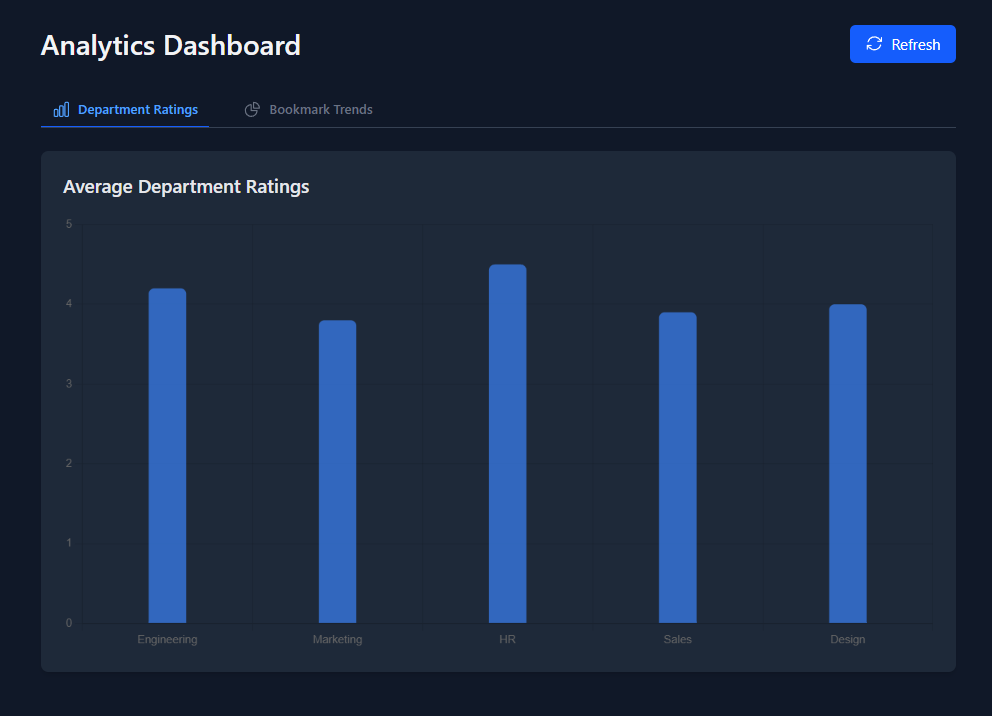 Analytics Dashboard
Refresh
Department Ratings
Bookmark Trends
Average Department Ratings
5
4
3
2
1
0
Engineering
Marketing
HR
Sales
Design